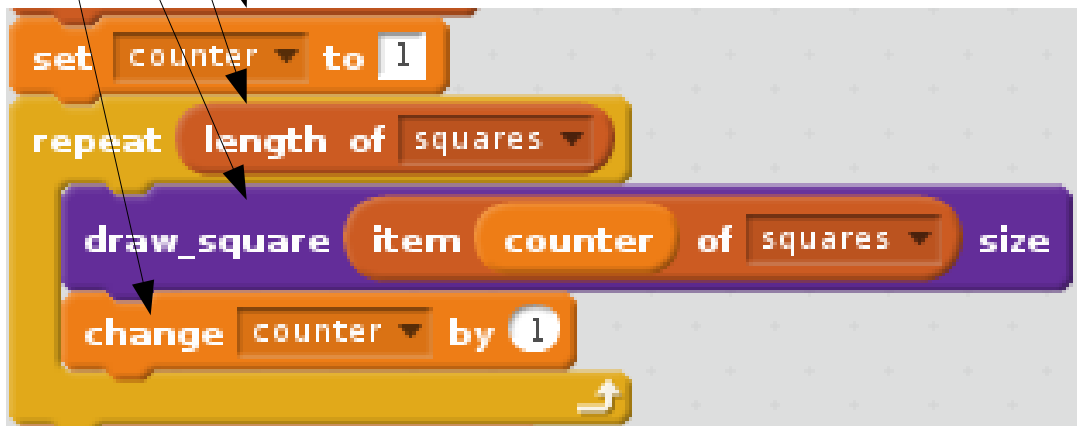 set counter to 1
repeat length of squares
draw_square item counter of squares size
change counter by 1